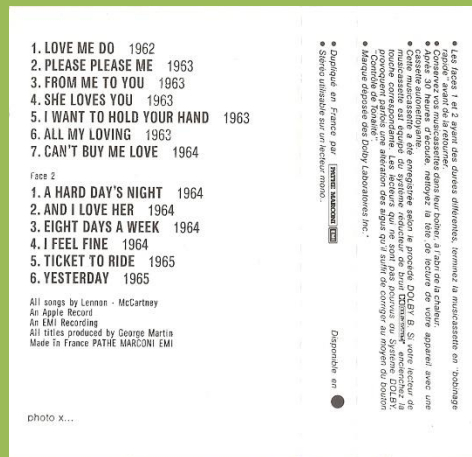 1. LOVE ME DO 1962
2. PLEASE PLEASE ME 1963
3. FROM ME TO YOU 1963
4. SHE LOVES YOU 1963
5. I WANT TO HOLD YOUR HAND 1963
6. ALL MY LOVING 1963
7. CAN'T BUY ME LOVE 1964
Face 2
1. A HARD DAY'S NIGHT 1964
2. AND I LOVE HER 1964
3. EIGHT DAYS A WEEK 1964
4. I FEEL FINE 1964
5. TICKET TO RIDE 1965
6. YESTERDAY 1965
All songs by Lennon - McCartney
An Apple Record
An EMI Recording
All titles produced by George Martin
Made in France PATHE MARCONI EMI
photo x...
• Les faces 1 et 2 ayant des durées différentes, terminez la musicassette en "bobinage
rapide" avant de la retourner.
• Conservez vos musicassettes dans leur boîtier, à l'abri de la chaleur.
• Après 30 heures d'écoute, nettoyez la tête de lecture de votre appareil avec une
cassette autonettoyante.
• Cette musicassette a été enregistrée selon le procédé DOLBY B. Si votre lecteur de
musicassette est équipé du système réducteur de bruit enclenchez la
touche correspondante. Les lecteurs qui ne sont pas pourvus du Système DOLBY,
provoquent parfois une altération des aigus qu'il suffit de corriger au moyen du bouton
"Contrôle de Tonalité".
• Marque déposée des Dolby Laboratoires Inc."
• Dupliqué en France par PATHE MARCONI EMI
• Stéréo utilisable sur un lecteur mono.
Disponible en